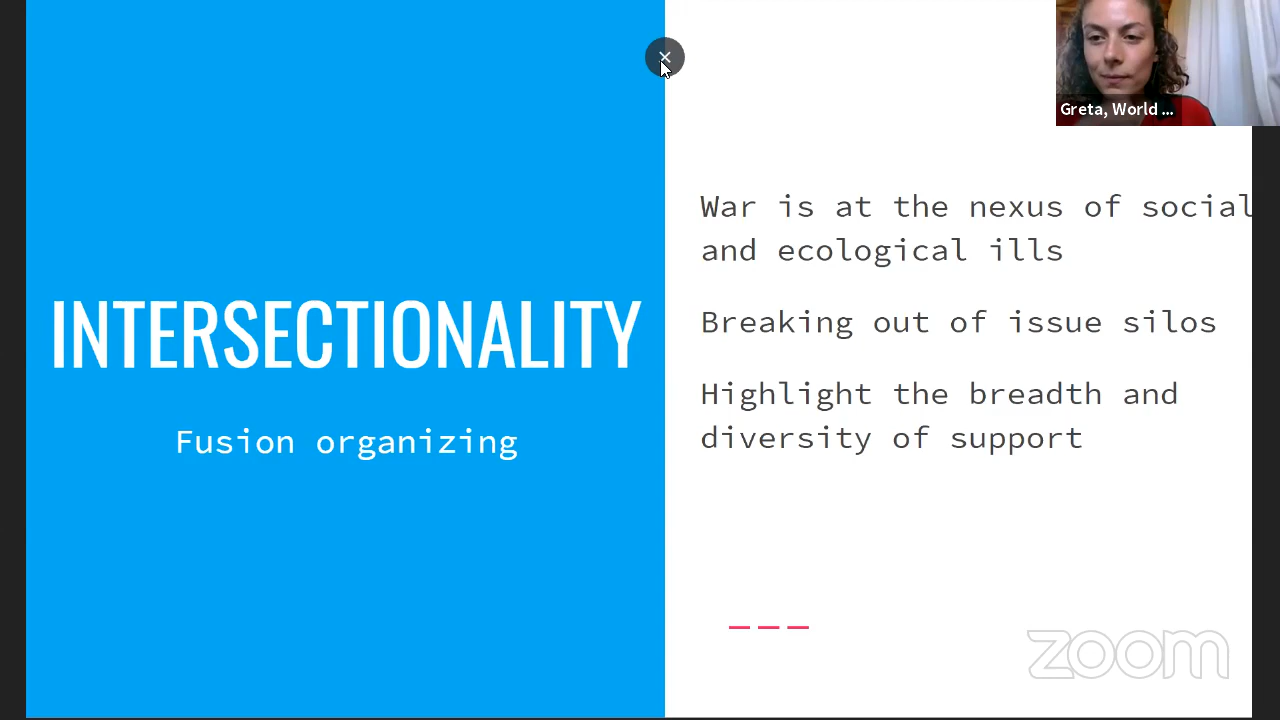 Greta, World ...
INTERSECTIONALITY
Fusion organizing
War is at the nexus of social
and ecological ills
Breaking out of issue silos
Highlight the breadth and
diversity of support
zoom